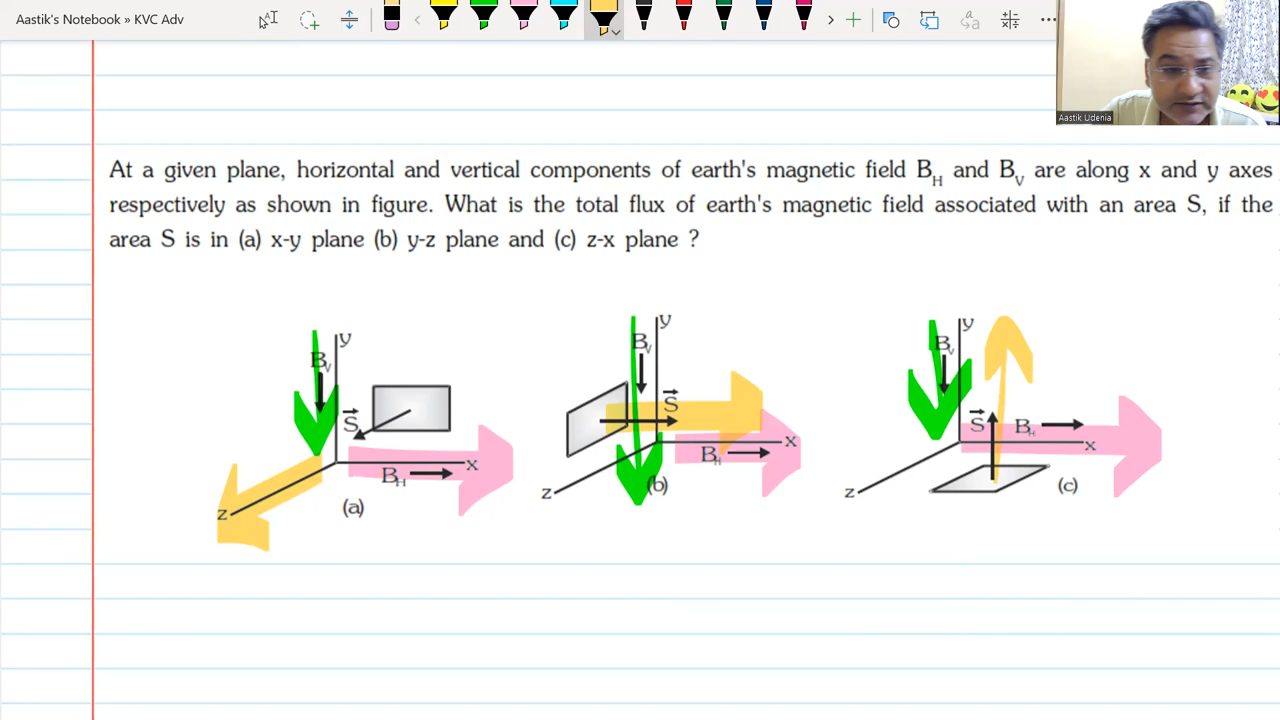 Aastik's Notebook » KVC Adv
Aastik Udenia
At a given plane, horizontal and vertical components of earth's magnetic field B_H and B_V are along x and y axes
respectively as shown in figure. What is the total flux of earth's magnetic field associated with an area S, if the
area S is in (a) x-y plane (b) y-z plane and (c) z-x plane ?
y
B_V
S
x
B_H
z
(a)
y
B_V
S
x
B_H
z
(b)
y
B_V
S
B_H
x
z
(c)